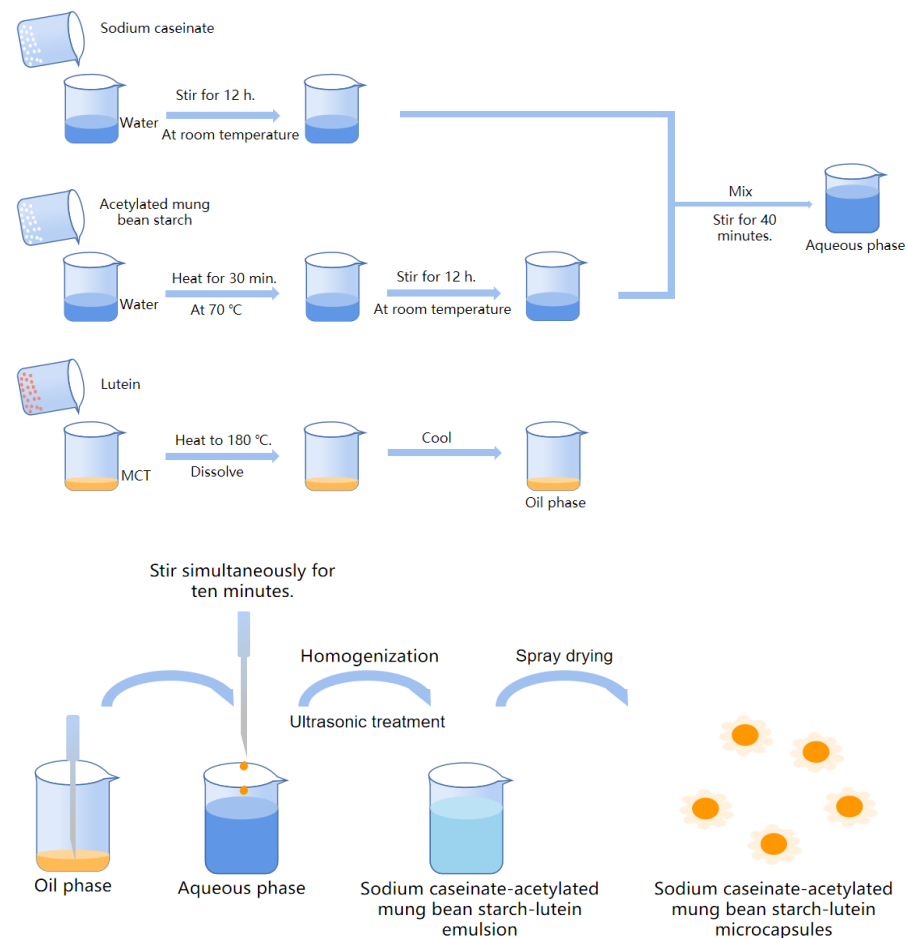 Sodium caseinate
Water
Stir for 12 h.
At room temperature
Acetylated mung
bean starch
Water
Heat for 30 min.
At 70 ℃
Stir for 12 h.
At room temperature
Mix
Stir for 40
minutes.
Aqueous phase
Lutein
MCT
Heat to 180 ℃.
Dissolve
Cool
Oil phase
Stir simultaneously for
ten minutes.
Homogenization
Ultrasonic treatment
Spray drying
Oil phase
Aqueous phase
Sodium caseinate-acetylated
mung bean starch-lutein
emulsion
Sodium caseinate-acetylated
mung bean starch-lutein
microcapsules